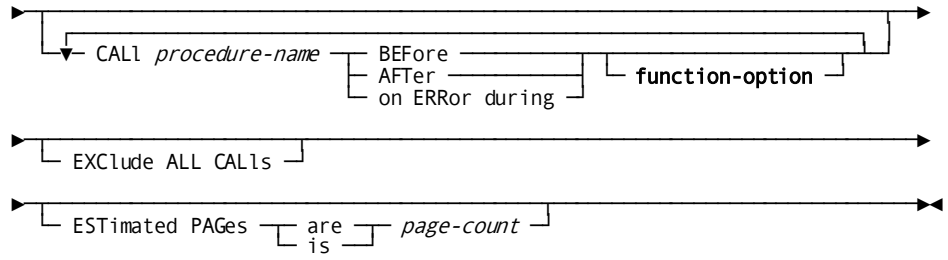 CALl procedure-name BEFore
AFTer function-option
on ERRor during
EXClude ALL CALls
ESTimated PAGes are page-count
is